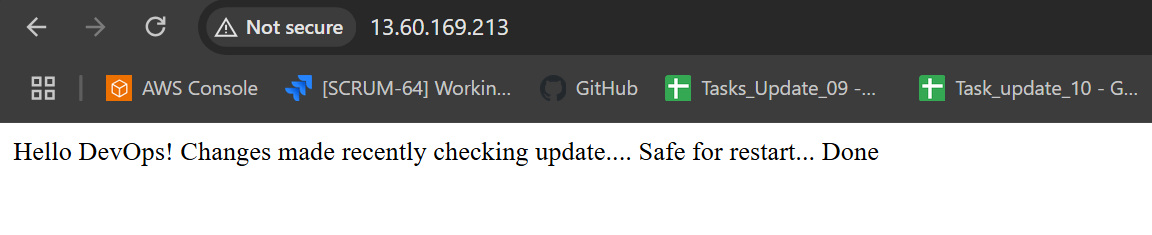 Not secure 13.60.169.213
AWS Console [SCRUM-64] Workin... GitHub Tasks_Update_09 -... Task_update_10 - G...
Hello DevOps! Changes made recently checking update.... Safe for restart... Done